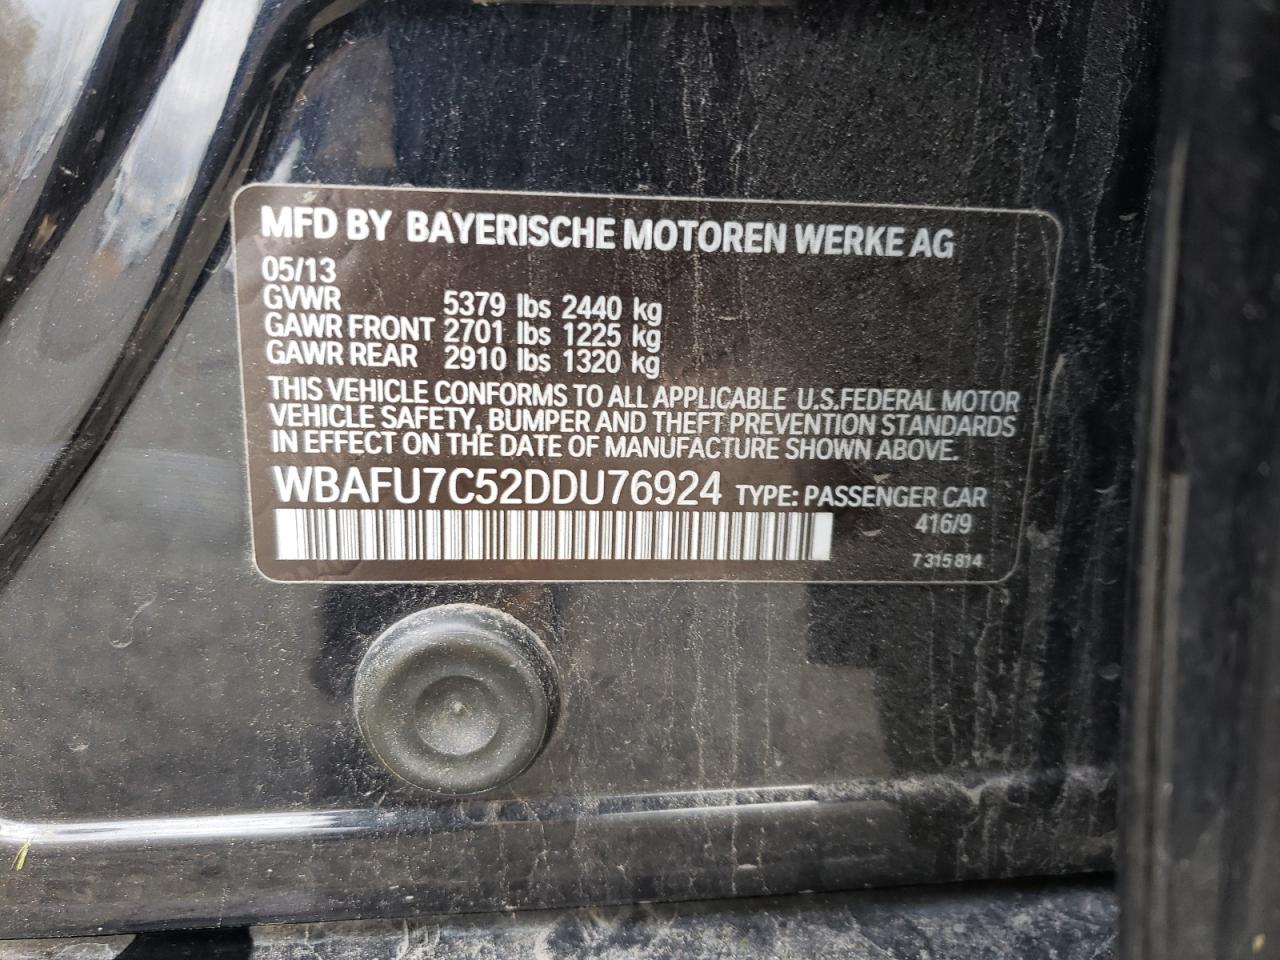 MFD BY BAYERISCHE MOTOREN WERKE AG
05/13
GVWR 5379 lbs 2440 kg
GAWR FRONT 2701 lbs 1225 kg
GAWR REAR 2910 lbs 1320 kg
THIS VEHICLE CONFORMS TO ALL APPLICABLE U.S.FEDERAL MOTOR
VEHICLE SAFETY, BUMPER AND THEFT PREVENTION STANDARDS
IN EFFECT ON THE DATE OF MANUFACTURE SHOWN ABOVE.
WBAFU7C52DDU76924 TYPE: PASSENGER CAR
416/9
7 315 814